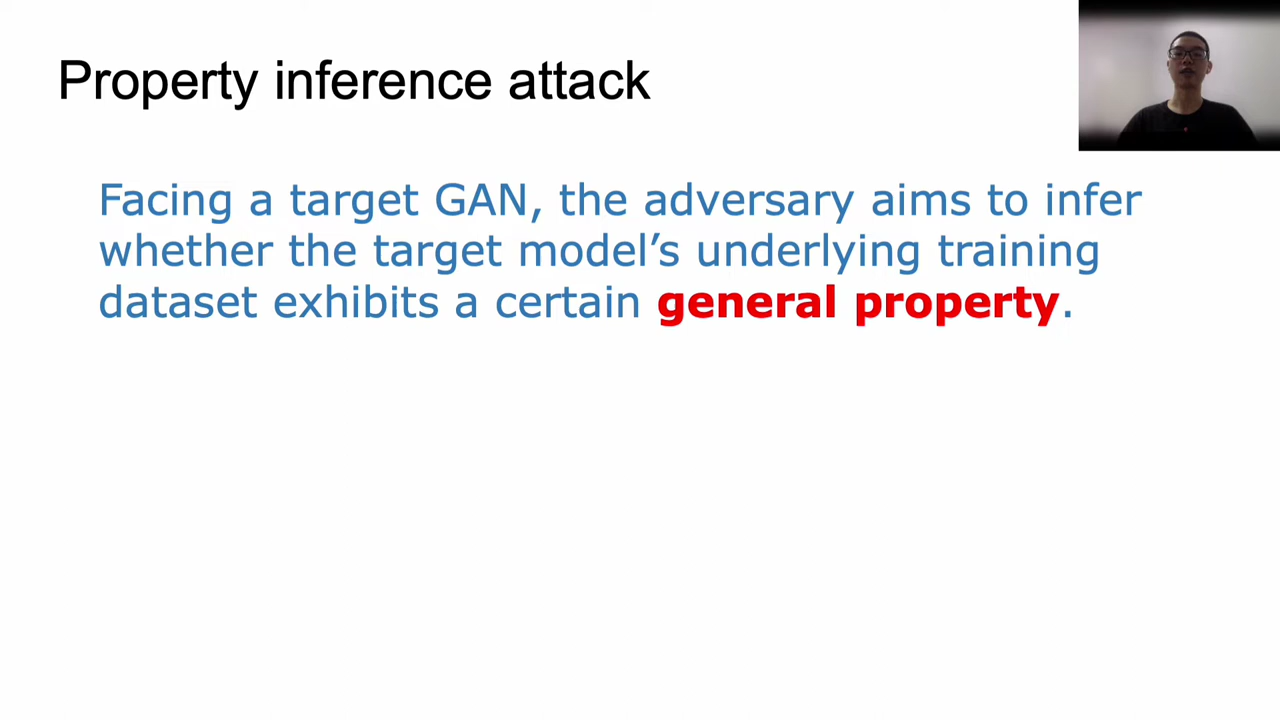 Property inference attack
Facing a target GAN, the adversary aims to infer
whether the target model’s underlying training
dataset exhibits a certain general property.